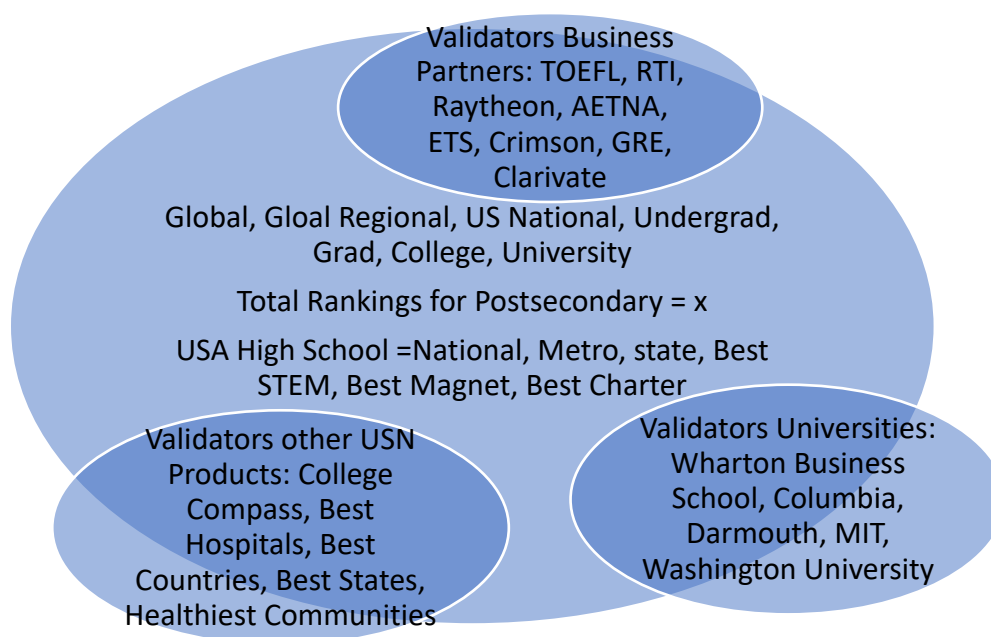 Validators Business
Partners: TOEFL, RTI,
Raytheon, AETNA,
ETS, Crimson, GRE,
Clarivate
Global, Gloal Regional, US National, Undergrad,
Grad, College, University
Total Rankings for Postsecondary = x
USA High School =National, Metro, state, Best
STEM, Best Magnet, Best Charter
Validators other USN
Products: College
Compass, Best
Hospitals, Best
Countries, Best States,
Healthiest Communities
Validators Universities:
Wharton Business
School, Columbia,
Darmouth, MIT,
Washington University